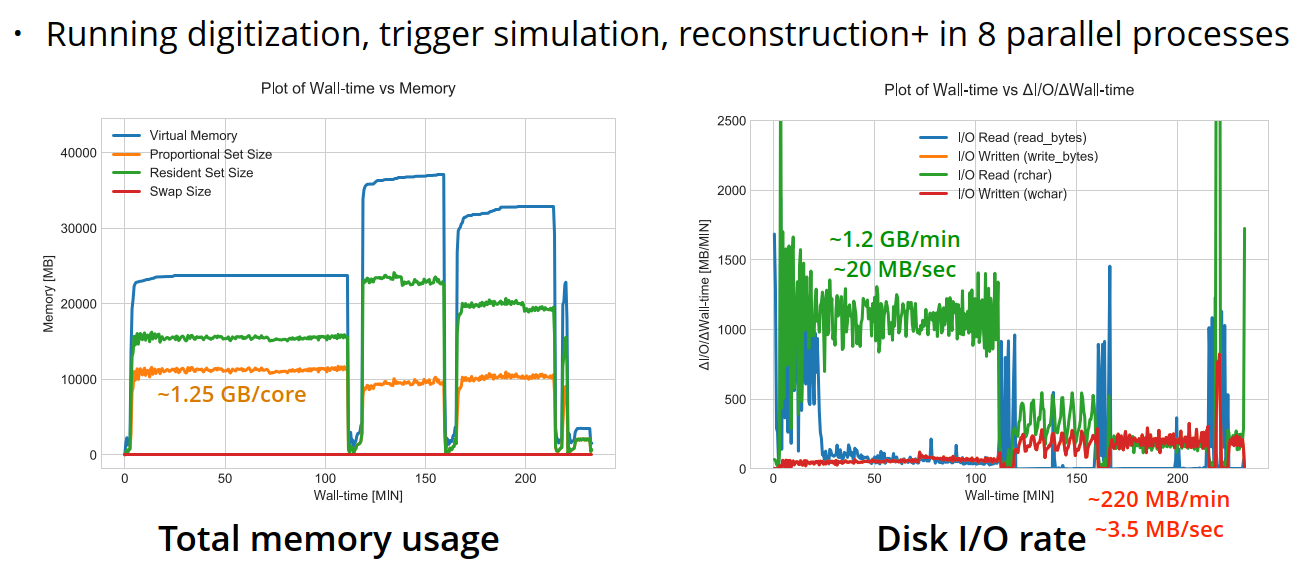 • Running digitization, trigger simulation, reconstruction+ in 8 parallel processes
Plot of Wall-time vs Memory
Virtual Memory
Proportional Set Size
Resident Set Size
Swap Size
40000
30000
20000
10000
0
Memory [MB]
~1.25 GB/core
0 50 100 150 200
Wall-time [MIN]
Total memory usage
Plot of Wall-time vs ΔI/O/ΔWall-time
I/O Read (read_bytes)
I/O Written (write_bytes)
I/O Read (rchar)
I/O Written (wchar)
2500
2000
1500
1000
500
0
ΔI/O/ΔWall-time [MB/MIN]
~1.2 GB/min
~20 MB/sec
0 50 100 150 200
Wall-time [MIN]
~220 MB/min
~3.5 MB/sec
Disk I/O rate